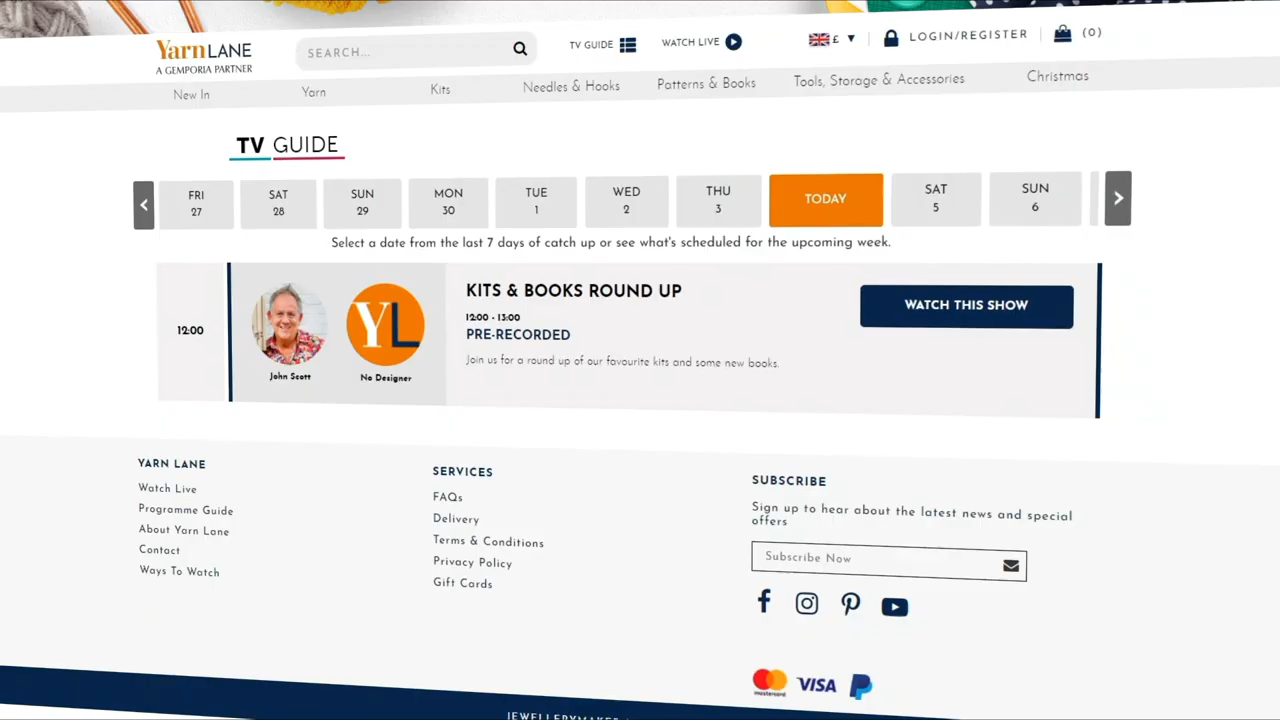 YarnLANE
A GEMPORIA PARTNER
SEARCH...
TV GUIDE
WATCH LIVE
£
LOGIN/REGISTER
(0)
New In
Yarn
Kits
Needles & Hooks
Patterns & Books
Tools, Storage & Accessories
Christmas
TV GUIDE
FRI
27
SAT
28
SUN
29
MON
30
TUE
1
WED
2
THU
3
TODAY
SAT
5
SUN
6
Select a date from the last 7 days of catch up or see what's scheduled for the upcoming week.
12:00
John Scott
YL
No Designer
KITS & BOOKS ROUND UP
12:00 - 13:00
PRE-RECORDED
Join us for a round up of our favourite kits and some new books.
WATCH THIS SHOW
YARN LANE
Watch Live
Programme Guide
About Yarn Lane
Contact
Ways To Watch
SERVICES
FAQs
Delivery
Terms & Conditions
Privacy Policy
Gift Cards
SUBSCRIBE
Sign up to hear about the latest news and special
offers
Subscribe Now
mastercard
VISA
JEWELLERYMAKER